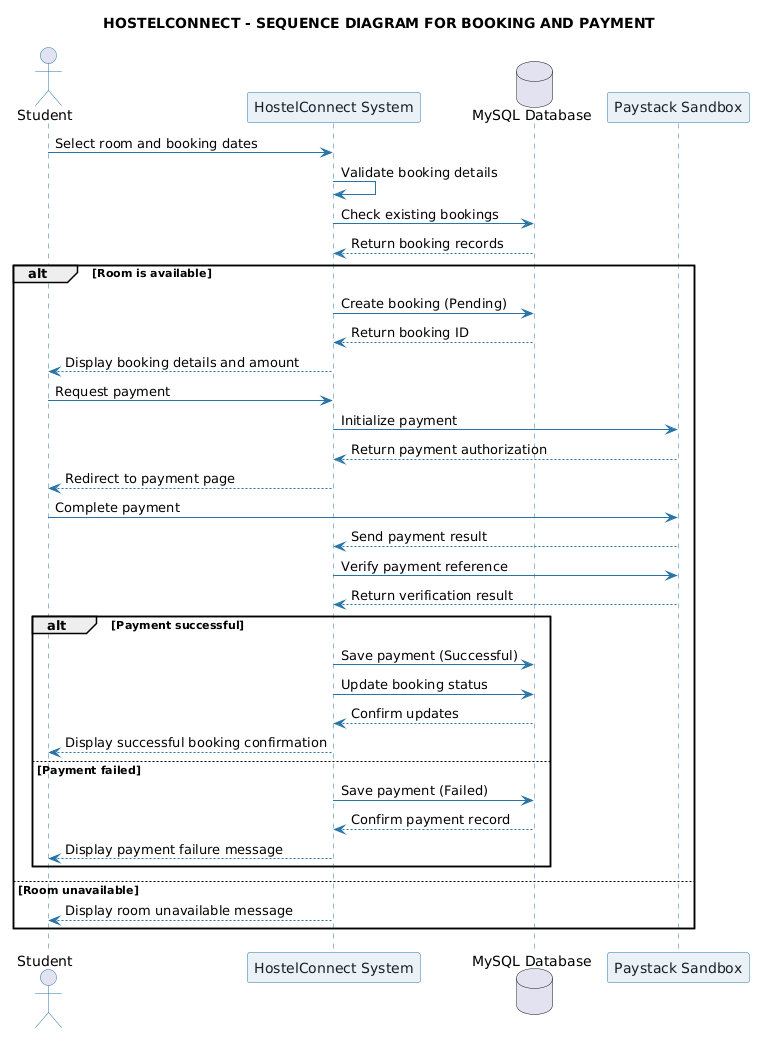 HOSTELCONNECT - SEQUENCE DIAGRAM FOR BOOKING AND PAYMENT
Student
HostelConnect System
MySQL Database
Paystack Sandbox
Select room and booking dates
Validate booking details
Check existing bookings
Return booking records
alt [Room is available]
Create booking (Pending)
Return booking ID
Display booking details and amount
Request payment
Initialize payment
Return payment authorization
Redirect to payment page
Complete payment
Send payment result
Verify payment reference
Return verification result
alt [Payment successful]
Save payment (Successful)
Update booking status
Confirm updates
Display successful booking confirmation
[Payment failed]
Save payment (Failed)
Confirm payment record
Display payment failure message
[Room unavailable]
Display room unavailable message
Student
HostelConnect System
MySQL Database
Paystack Sandbox